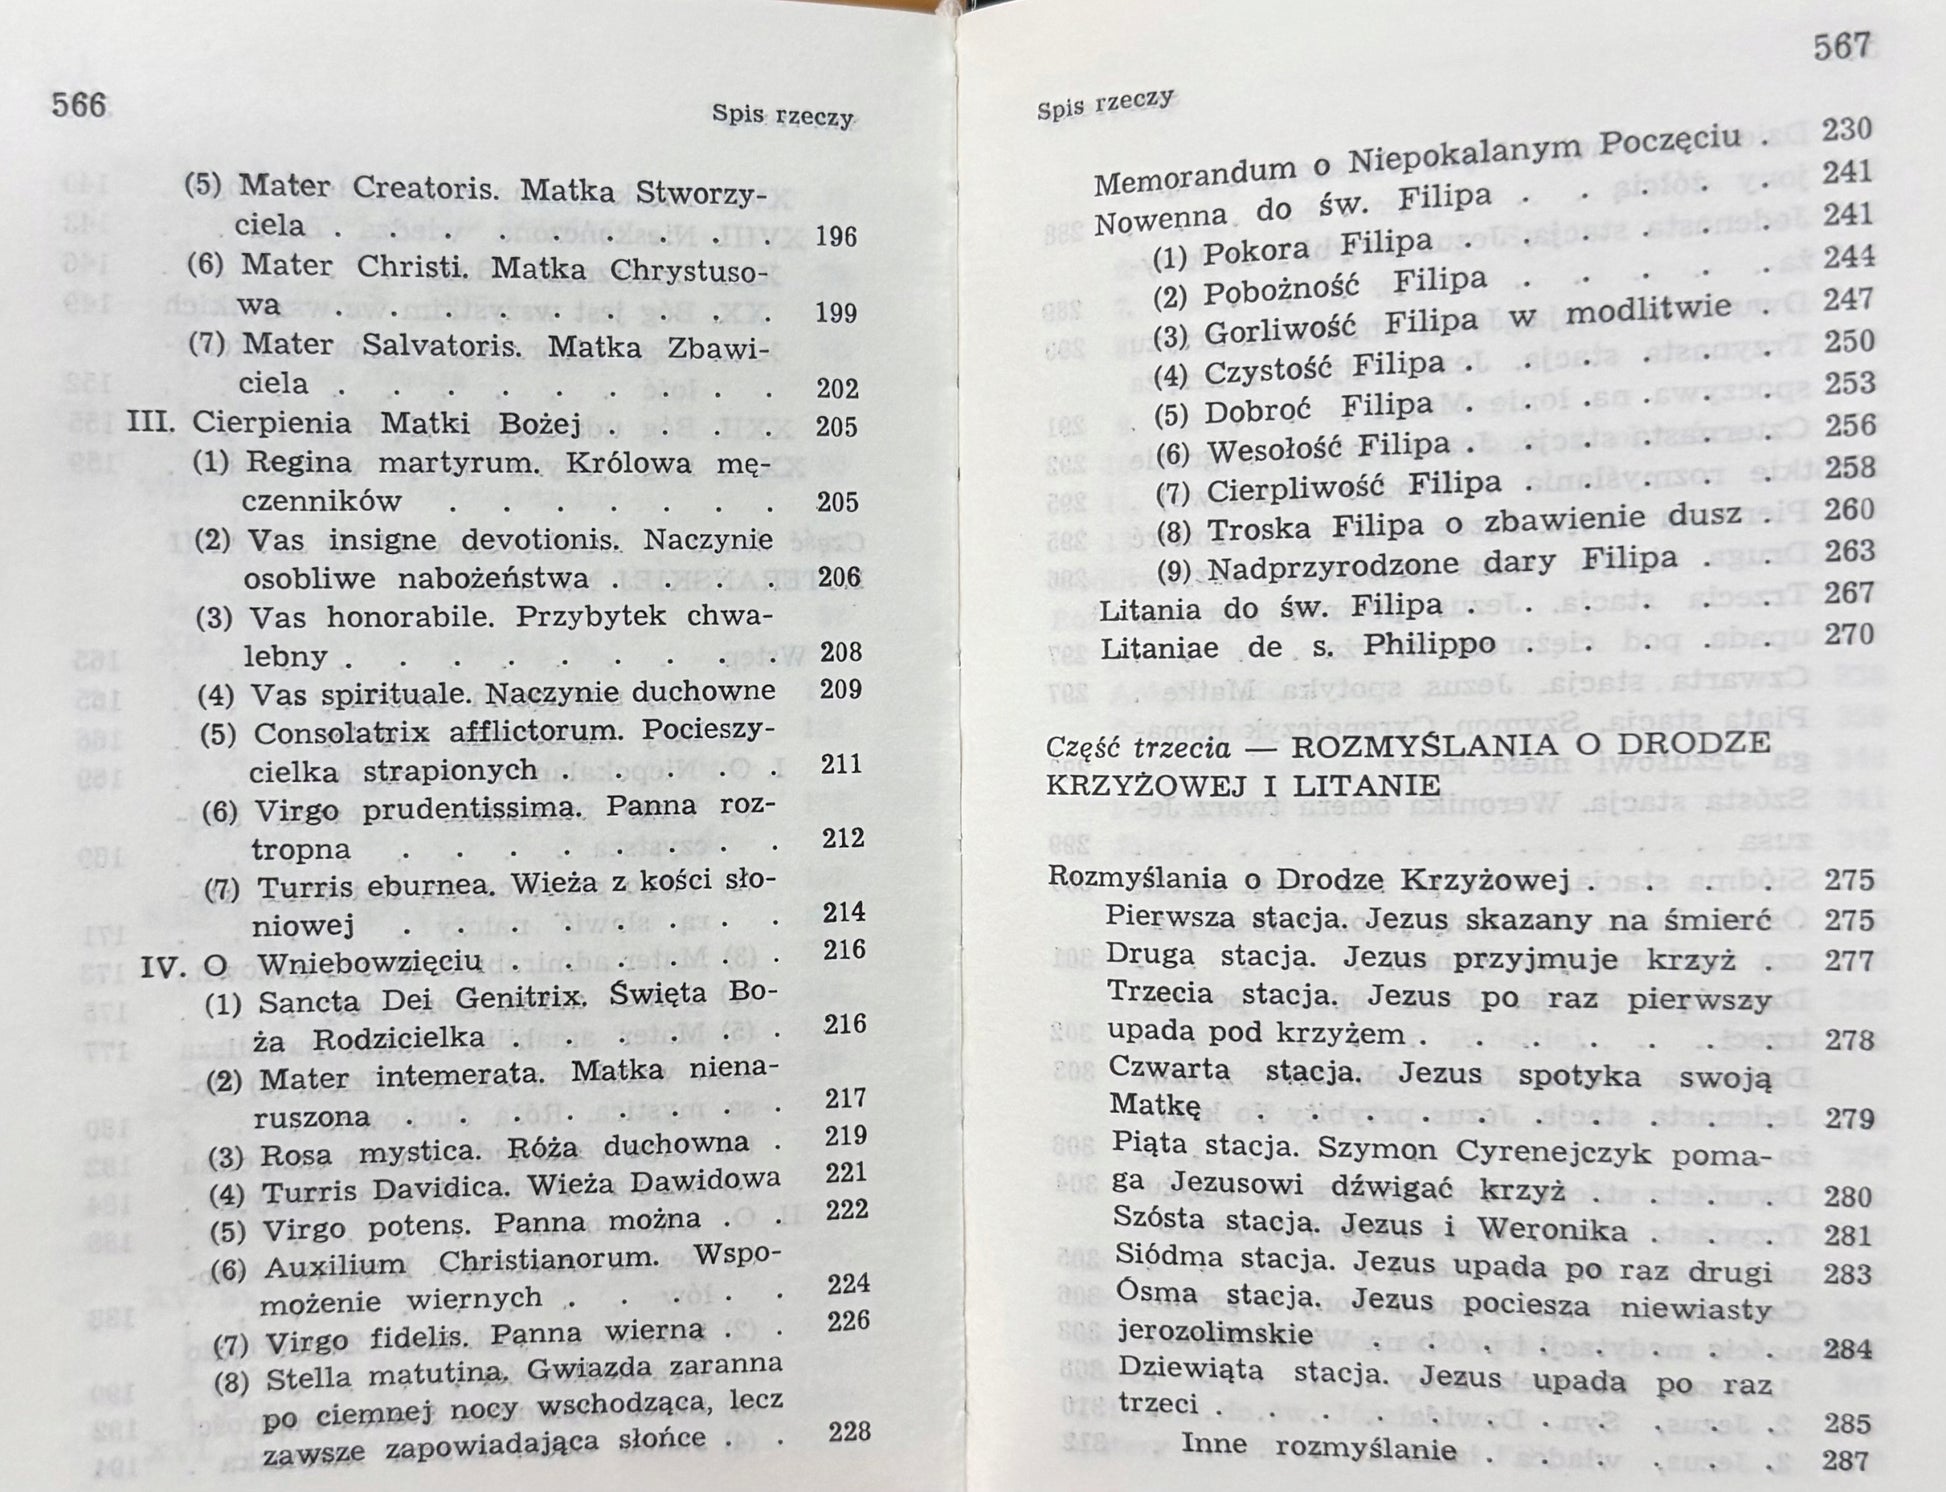 566
Spis rzeczy
(5) Mater Creatoris. Matka Stworzy-
ciela . . . . . . . . . 196
(6) Mater Christi. Matka Chrystuso-
wa . . . . . . . . . 199
(7) Mater Salvatoris. Matka Zbawi-
ciela . . . . . . . . . 202
III. Cierpienia Matki Bożej . . . . 205
(1) Regina martyrum. Królowa mę-
czenników . . . . . . . 205
(2) Vas insigne devotionis. Naczynie
osobliwe nabożeństwa . . . . 206
(3) Vas honorabile. Przybytek chwa-
lebny . . . . . . . . . 208
(4) Vas spirituale. Naczynie duchowne 209
(5) Consolatrix afflictorum. Pocieszy-
cielka strapionych . . . . . 211
(6) Virgo prudentissima. Panna roz-
tropna . . . . . . . . 212
(7) Turris eburnea. Wieża z kości sło-
niowej . . . . . . . . 214
IV. O Wniebowzięciu . . . . . . 216
(1) Sancta Dei Genitrix. Święta Bo-
ża Rodzicielka . . . . . . 216
(2) Mater intemerata. Matka niena-
ruszona . . . . . . . . 217
(3) Rosa mystica. Róża duchowna . 219
(4) Turris Davidica. Wieża Dawidowa 221
(5) Virgo potens. Panna można . . 222
(6) Auxilium Christianorum. Wspo-
możenie wiernych . . . . . 224
(7) Virgo fidelis. Panna wierna . . 226
(8) Stella matutina. Gwiazda zaranna
po ciemnej nocy wschodząca, lecz
zawsze zapowiadająca słońce . . 228
567
Spis rzeczy
Memorandum o Niepokalanym Poczęciu . 230
Nowenna do św. Filipa . . . . . 241
(1) Pokora Filipa . . . . . . 241
(2) Pobożność Filipa . . . . . 244
(3) Gorliwość Filipa w modlitwie . 247
(4) Czystość Filipa . . . . . . 250
(5) Dobroć Filipa . . . . . . 253
(6) Wesołość Filipa . . . . . . 256
(7) Cierpliwość Filipa . . . . . 258
(8) Troska Filipa o zbawienie dusz . 260
(9) Nadprzyrodzone dary Filipa . . 263
Litania do św. Filipa . . . . . . 267
Litaniae de s. Philippo . . . . . 270
Część trzecia — ROZMYŚLANIA O DRODZE
KRZYŻOWEJ I LITANIE
Rozmyślania o Drodze Krzyżowej . . . . 275
Pierwsza stacja. Jezus skazany na śmierć 275
Druga stacja. Jezus przyjmuje krzyż . 277
Trzecia stacja. Jezus po raz pierwszy
upada pod krzyżem . . . . . . . 278
Czwarta stacja. Jezus spotyka swoją
Matkę . . . . . . . . . . 279
Piąta stacja. Szymon Cyrenejczyk poma-
ga Jezusowi dźwigać krzyż . . . . 280
Szósta stacja. Jezus i Weronika . . . 281
Siódma stacja. Jezus upada po raz drugi 283
Ósma stacja. Jezus pociesza niewiasty
jerozolimskie . . . . . . . . 284
Dziewiąta stacja. Jezus upada po raz
trzeci . . . . . . . . . . . 285
Inne rozmyślanie . . . . . . 287